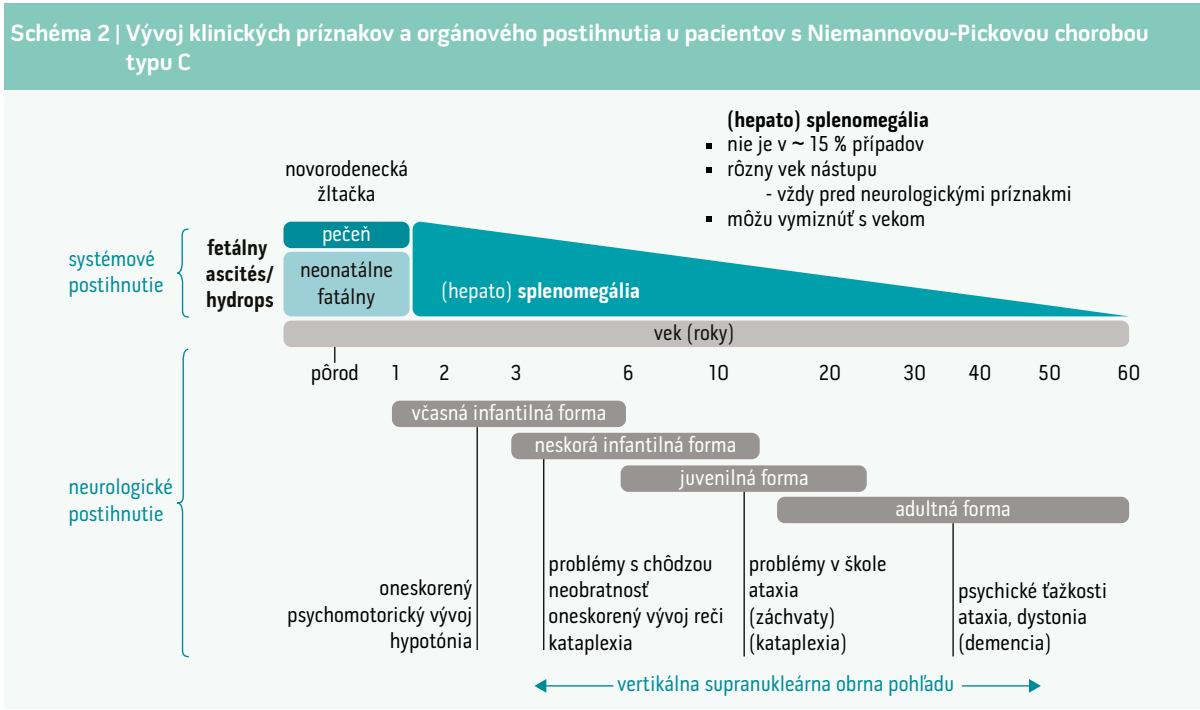 Schéma 2 | Vývoj klinických príznakov a orgánového postihnutia u pacientov s Niemannovou-Pickovou chorobou
typu C
(hepato) splenomegália
▪ nie je v ~ 15 % případov
▪ rôzny vek nástupu
- vždy pred neurologickými príznakmi
▪ môžu vymiznúť s vekom
novorodenecká
žltačka
systémové
postihnutie
fetálny
ascités/
hydrops
pečeň
neonatálne
fatálny
(hepato) splenomegália
vek (roky)
pôrod 1 2 3 6 10 20 30 40 50 60
neurologické
postihnutie
včasná infantilná forma
neskorá infantilná forma
juvenilná forma
adultná forma
oneskorený
psychomotorický vývoj
hypotónia
problémy s chôdzou
neobratnosť
oneskorený vývoj reči
kataplexia
problémy v škole
ataxia
(záchvaty)
(kataplexia)
psychické ťažkosti
ataxia, dystonia
(demencia)
vertikálna supranukleárna obrna pohľadu